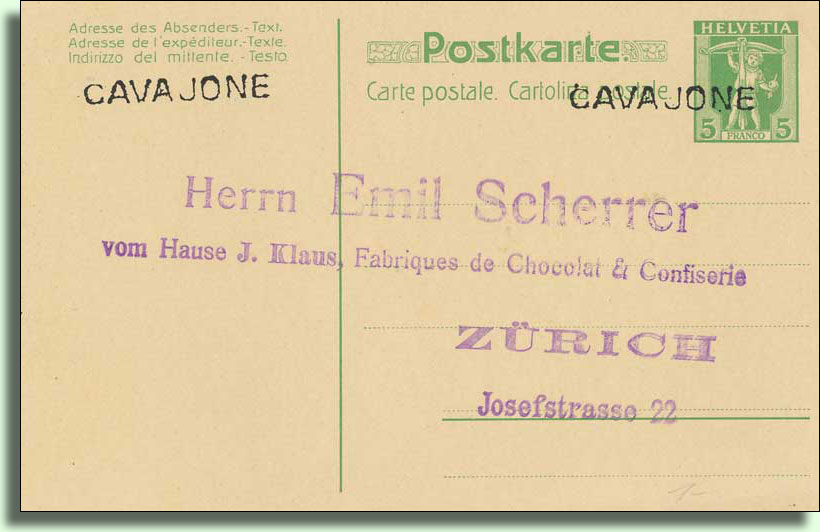 Adresse des Absenders.-Text.
Adresse de l'expéditeur.-Texte.
Indirizzo del mittente. - Testo.
CAVAJONE
Postkarte.
Carte postale. Cartolina postale.
CAVAJONE
HELVETIA
5 FRANCO 5
Herrn Emil Scherrer
vom Hause J. Klaus, Fabriques de Chocolat & Confiserie
ZÜRICH
Josefstrasse 22